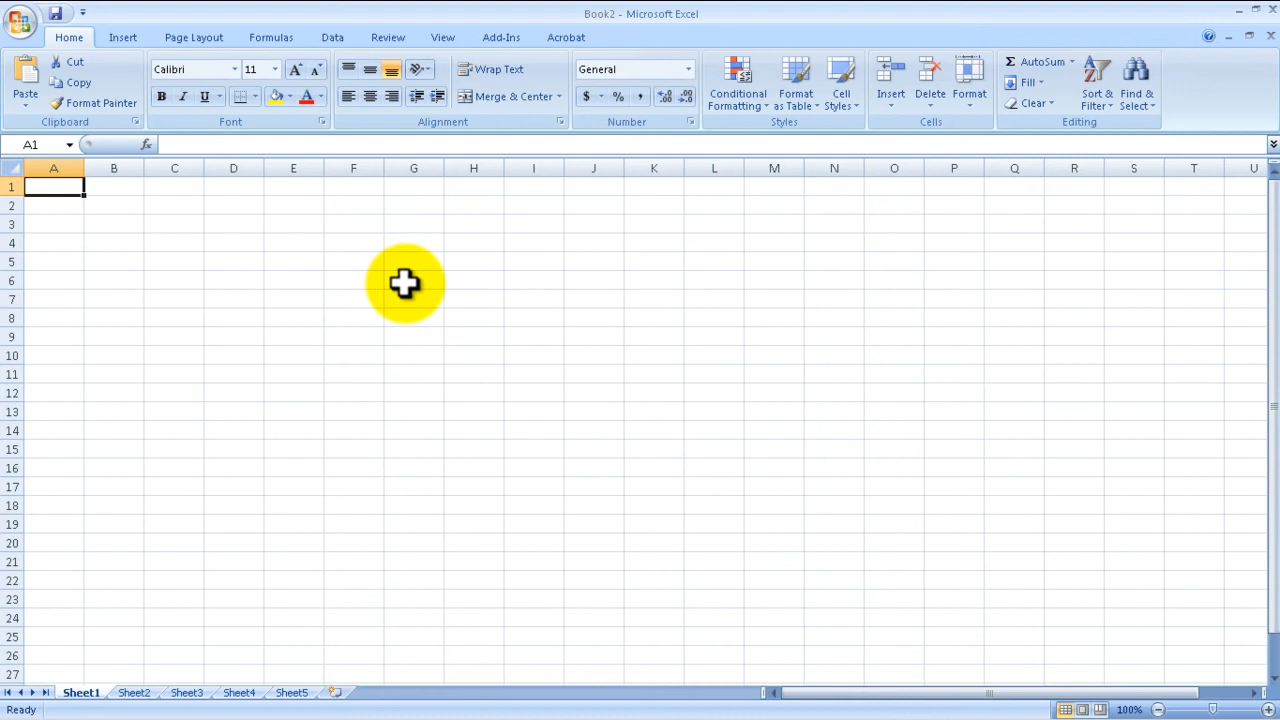 Book2 - Microsoft Excel
Home Insert Page Layout Formulas Data Review View Add-Ins Acrobat
Paste Cut Copy Format Painter Clipboard
Calibri 11 B I U A A A Font
Wrap Text Merge & Center Alignment
General $ % , .0 .00 .00 .0 Number
Conditional Formatting Format as Table Cell Styles Styles
Insert Delete Format Cells
Σ AutoSum Fill Clear Sort & Filter Find & Select Editing
A1 fx
A B C D E F G H I J K L M N O P Q R S T U
1
2
3
4
5
6
7
8
9
10
11
12
13
14
15
16
17
18
19
20
21
22
23
24
25
26
27
Sheet1 Sheet2 Sheet3 Sheet4 Sheet5
Ready 100%